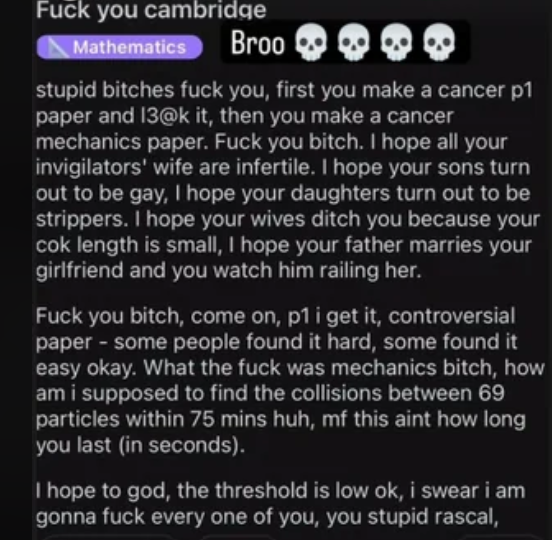 Fuck you cambridge
Mathematics
Broo 💀💀💀💀
stupid bitches fuck you, first you make a cancer p1
paper and l3@k it, then you make a cancer
mechanics paper. Fuck you bitch. I hope all your
invigilators' wife are infertile. I hope your sons turn
out to be gay, I hope your daughters turn out to be
strippers. I hope your wives ditch you because your
cok length is small, I hope your father marries your
girlfriend and you watch him railing her.
Fuck you bitch, come on, p1 i get it, controversial
paper - some people found it hard, some found it
easy okay. What the fuck was mechanics bitch, how
am i supposed to find the collisions between 69
particles within 75 mins huh, mf this aint how long
you last (in seconds).
I hope to god, the threshold is low ok, i swear i am
gonna fuck every one of you, you stupid rascal,